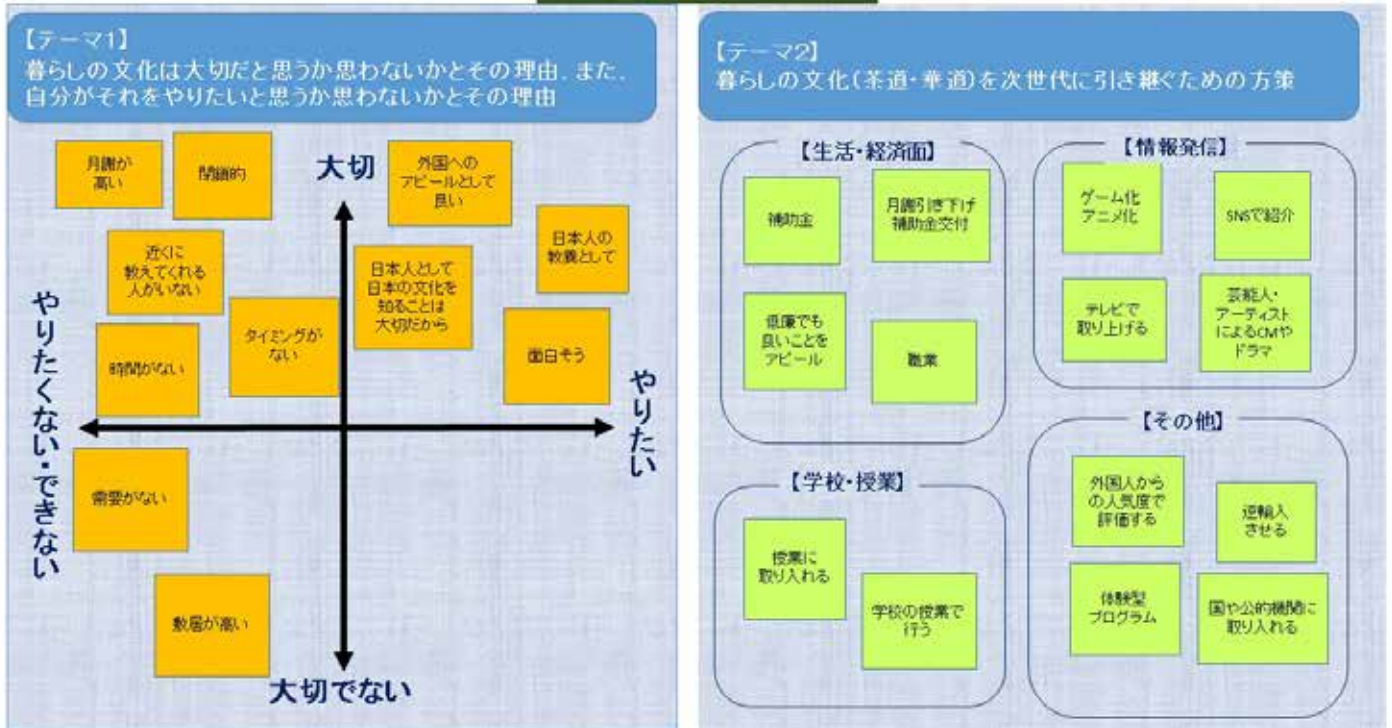 【テーマ1】
暮らしの文化は大切だと思うか思わないかとその理由．また、
自分がそれをやりたいと思うか思わないかとその理由
月謝が
高い
閉鎖的
大切
外国への
アピールとして
良い
日本人の
教養として
近くに
教えてくれる
人がいない
日本人として
日本の文化を
知ることは
大切だから
タイミングが
ない
時間がない
面白そう
やりたくない・できない
やりたい
需要がない
敷居が高い
大切でない
【テーマ2】
暮らしの文化(茶道・華道)を次世代に引き継ぐための方策
【生活・経済面】
補助金
月謝引き下げ
補助金交付
低廉でも
良いことを
アピール
職業
【情報発信】
ゲーム化
アニメ化
SNSで紹介
テレビで
取り上げる
芸能人・
アーティスト
によるCMや
ドラマ
【学校・授業】
授業に
取り入れる
学校の授業で
行う
【その他】
外国人から
の人気度で
評価する
逆輸入
させる
体験型
プログラム
国や公的機関に
取り入れる